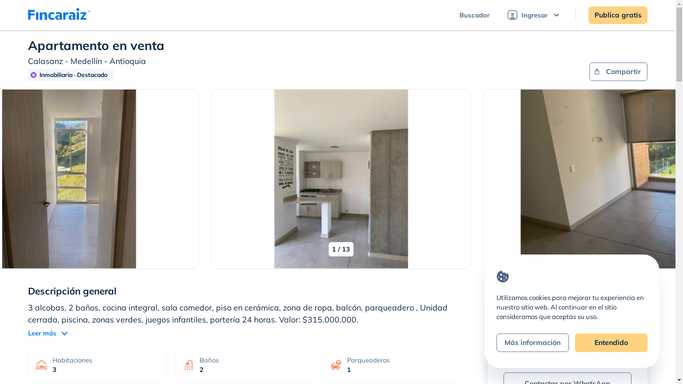 Fincaraiz
Buscador
Ingresar
Publica gratis
Apartamento en venta
Calasanz - Medellín - Antioquia
Inmobiliaria - Destacado
Compartir
1 / 13
Descripción general
3 alcobas, 2 baños, cocina integral, sala comedor, piso en cerámica, zona de ropa, balcón, parqueadero , Unidad
cerrada, piscina, zonas verdes, juegos infantiles, portería 24 horas. Valor: $315.000.000.
Leer más
Habitaciones
3
Baños
2
Parqueaderos
1
Utilizamos cookies para mejorar tu experiencia en
nuestro sitio web. Al continuar en el sitio
consideramos que aceptas su uso.
Más información
Entendido
Contactar por WhatsApp